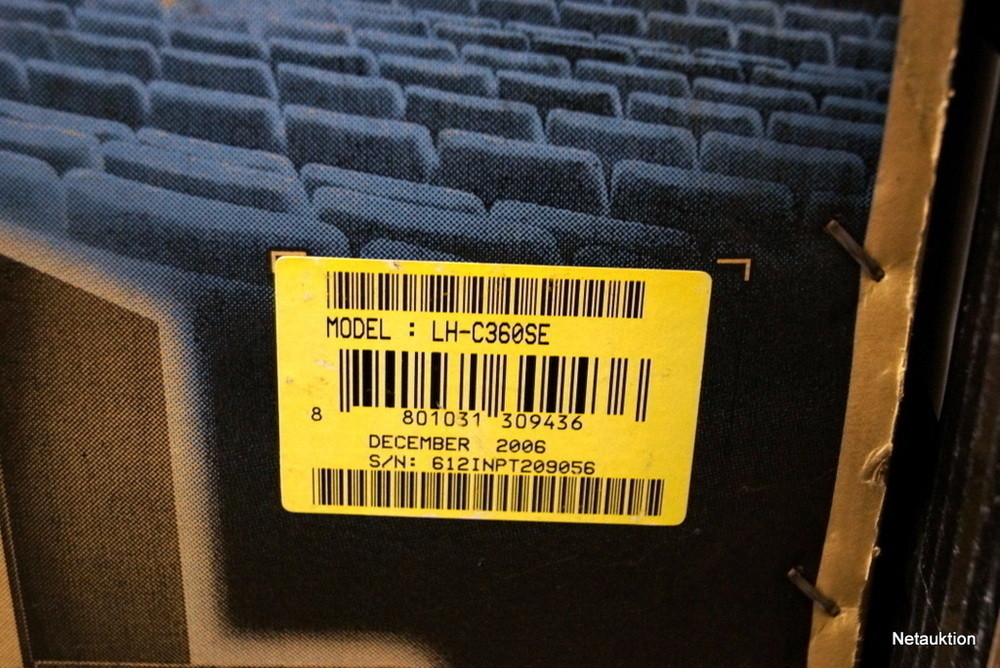 MODEL : LH-C360SE
8 801031 309436
DECEMBER 2006
S/N: 612INPT209056
Netauktion